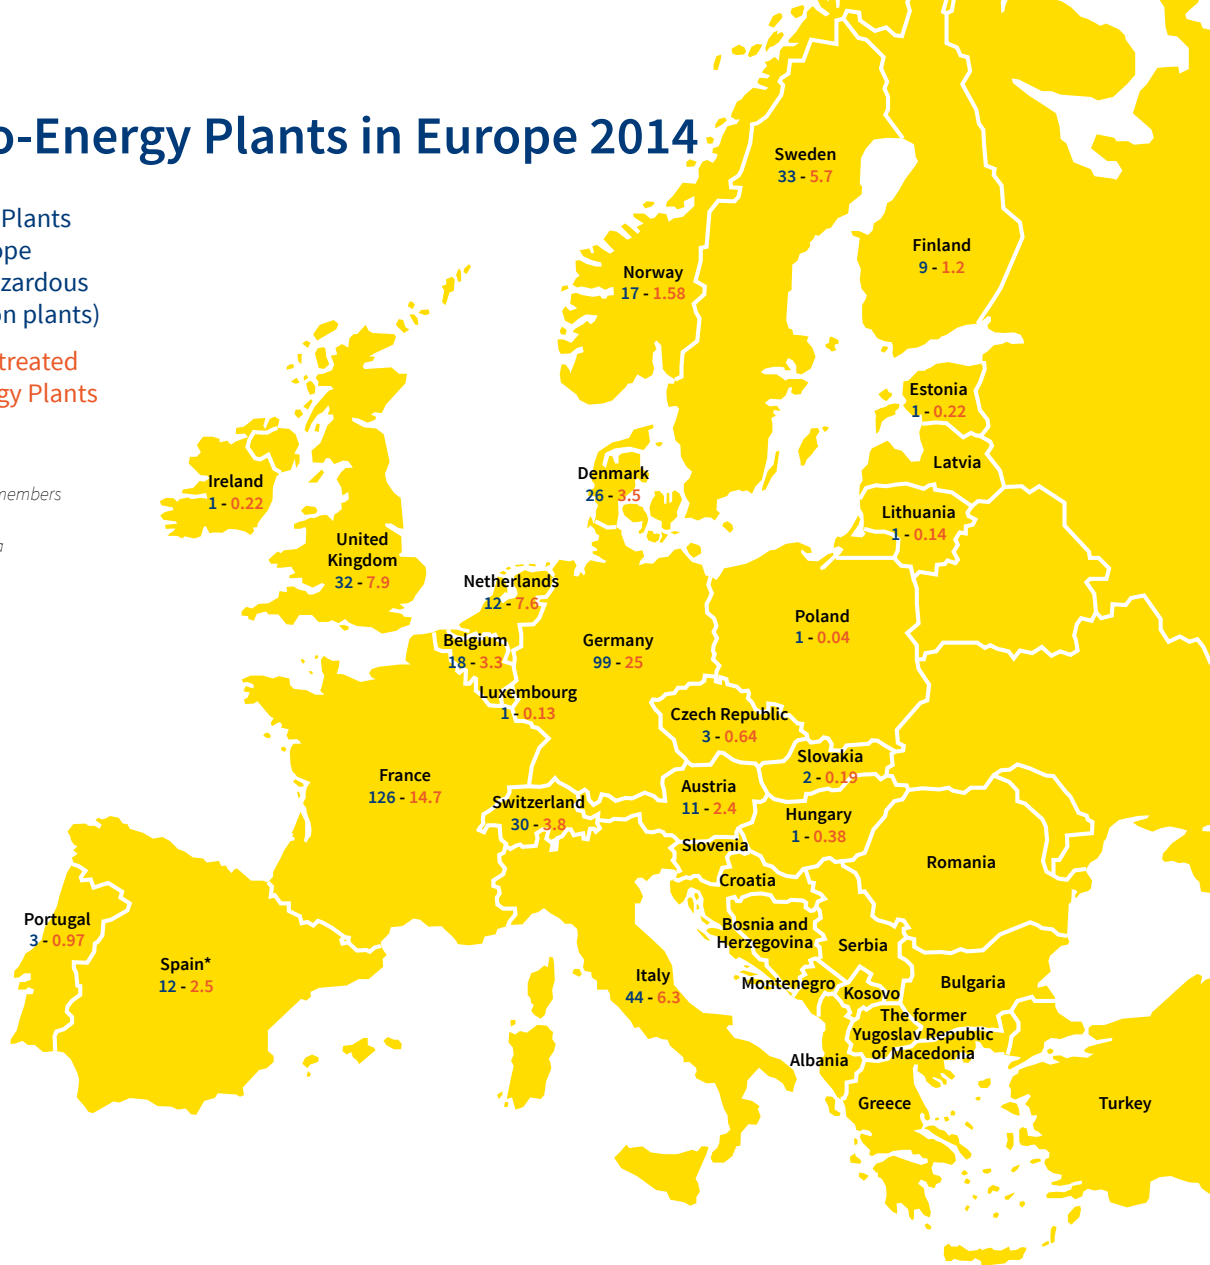 o-Energy Plants in Europe 2014
Plants
ope
zardous
on plants)
treated
gy Plants
members
a
Sweden
33 - 5.7
Finland
9 - 1.2
Norway
17 - 1.58
Estonia
1 - 0.22
Latvia
Lithuania
1 - 0.14
Denmark
26 - 3.5
Ireland
1 - 0.22
United
Kingdom
32 - 7.9
Netherlands
12 - 7.6
Belgium
18 - 3.3
Luxembourg
1 - 0.13
Germany
99 - 25
Poland
1 - 0.04
Czech Republic
3 - 0.64
Slovakia
2 - 0.19
Austria
11 - 2.4
Hungary
1 - 0.38
France
126 - 14.7
Switzerland
30 - 3.8
Slovenia
Croatia
Romania
Bosnia and
Herzegovina
Serbia
Portugal
3 - 0.97
Spain*
12 - 2.5
Italy
44 - 6.3
Montenegro
Kosovo
Bulgaria
The former
Yugoslav Republic
of Macedonia
Albania
Greece
Turkey